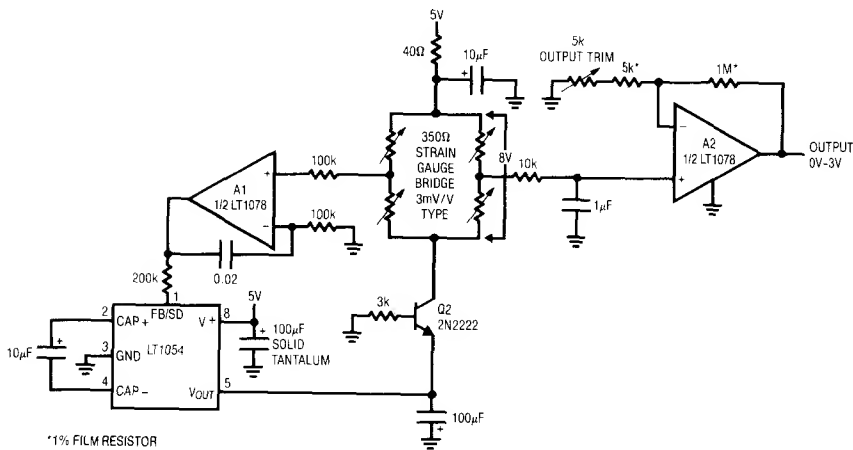 5V
40Ω
10μF
+
5k
OUTPUT TRIM
5k*
1M*
350Ω
STRAIN
GAUGE
BRIDGE
3mV/V
TYPE
8V
10k
1μF
−
A2
1/2 LT1078
+
OUTPUT
0V-3V
A1
1/2 LT1078
+
−
100k
100k
0.02
200k
3k
Q2
2N2222
5V
+
100μF
SOLID
TANTALUM
10μF
+
2
CAP +
3
GND
4
CAP −
1
FB/SD
LT1054
8
V +
5
VOUT
100μF
+
*1% FILM RESISTOR